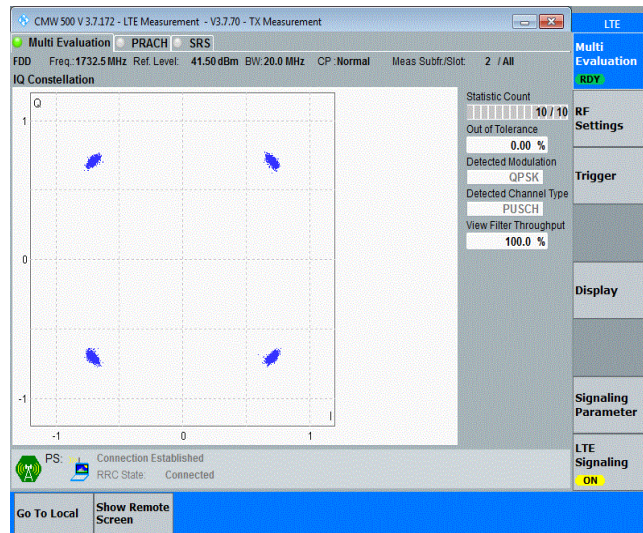 CMW 500 V 3.7.172 - LTE Measurement - V3.7.70 - TX Measurement
LTE
Multi Evaluation
PRACH
SRS
FDD Freq.:1732.5 MHz Ref. Level: 41.50 dBm BW:20.0 MHz CP :Normal Meas Subfr./Slot: 2 / All
IQ Constellation
Q
1
0
-1
-1 0 1
I
Statistic Count
10 / 10
Out of Tolerance
0.00 %
Detected Modulation
QPSK
Detected Channel Type
PUSCH
View Filter Throughput
100.0 %
PS:
Connection Established
RRC State: Connected
Multi
Evaluation
RDY
RF
Settings
Trigger
Display
Signaling
Parameter
LTE
Signaling
ON
Go To Local
Show Remote
Screen